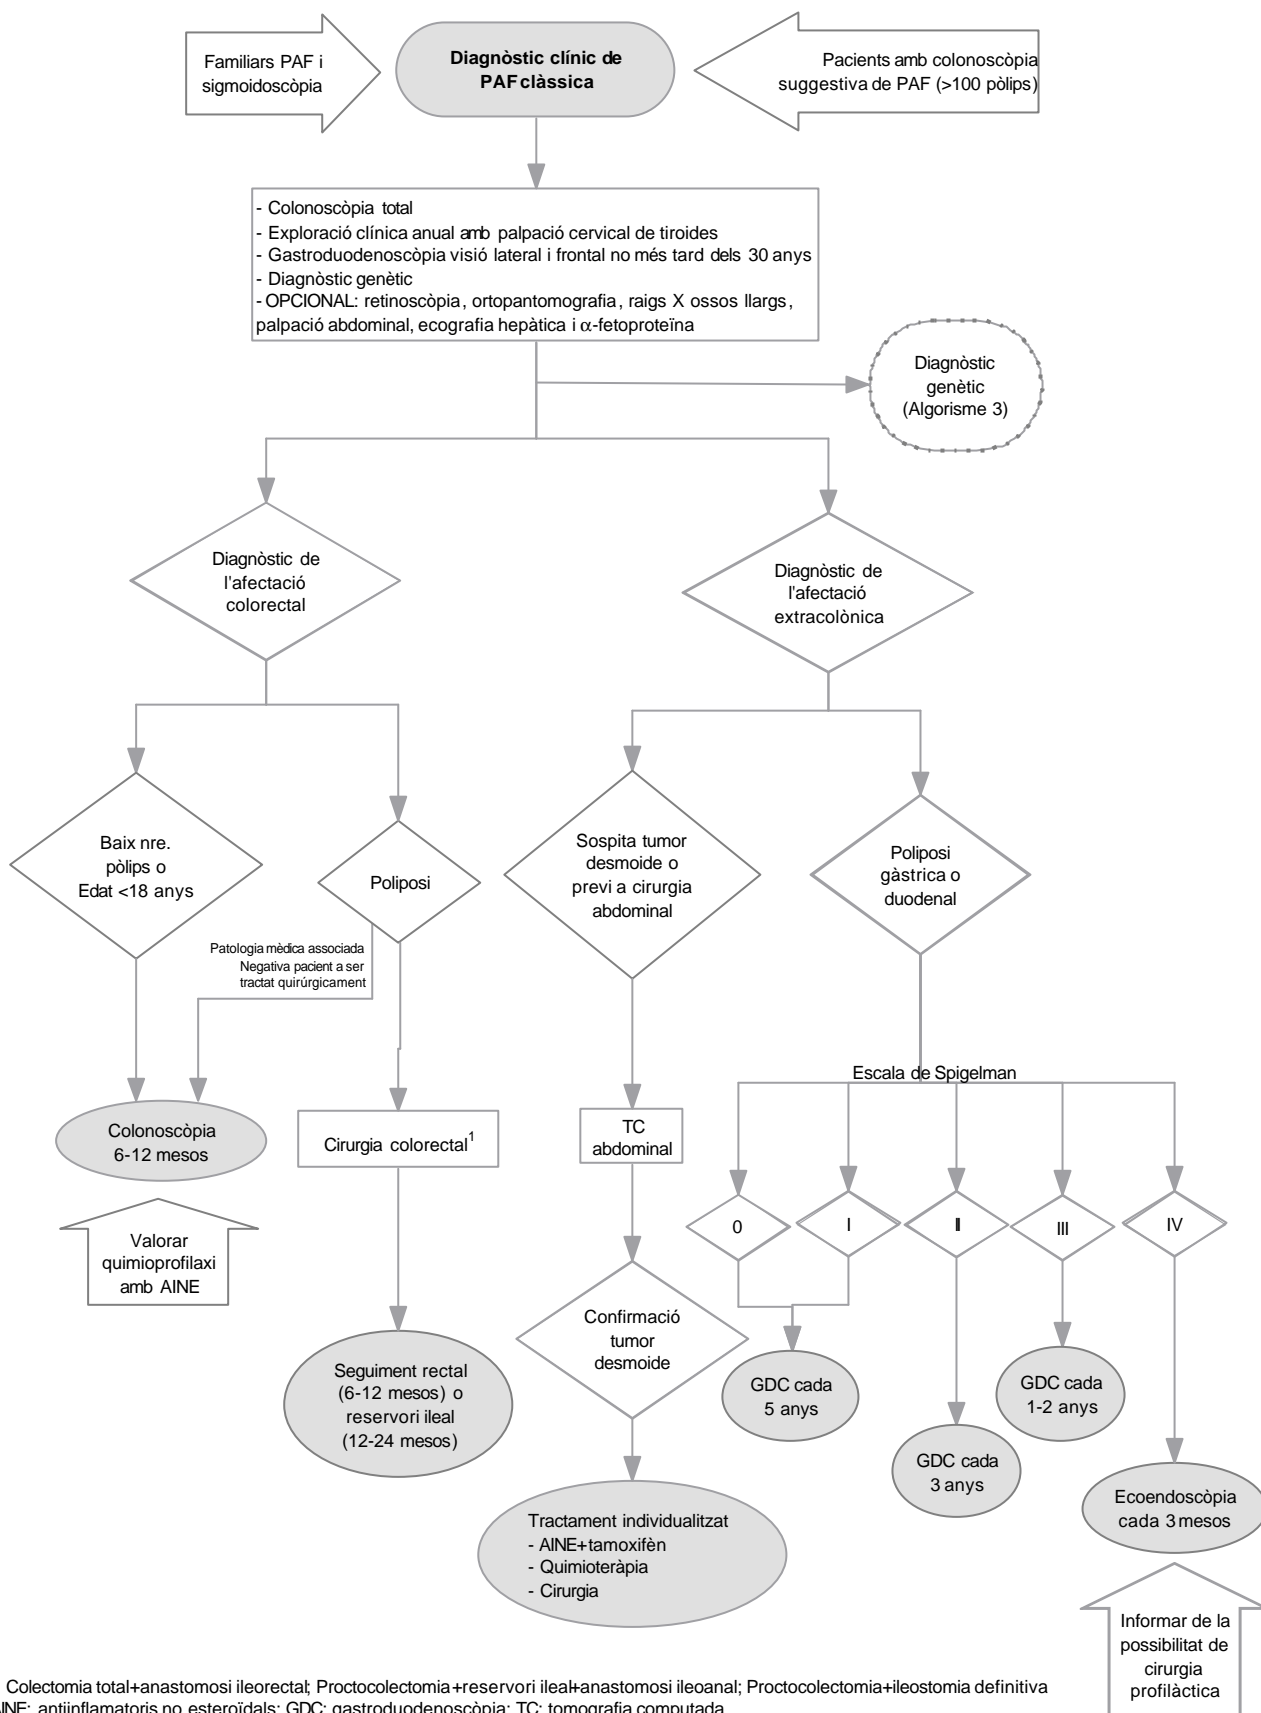 Familiars PAF i
sigmoidoscòpia
Diagnòstic clínic de
PAF clàssica
Pacients amb colonoscòpia
suggestiva de PAF (>100 pòlips)
- Colonoscòpia total
- Exploració clínica anual amb palpació cervical de tiroides
- Gastroduodenoscòpia visió lateral i frontal no més tard dels 30 anys
- Diagnòstic genètic
- OPCIONAL: retinoscòpia, ortopantomografia, raigs X ossos llargs,
palpació abdominal, ecografia hepàtica i α-fetoproteïna
Diagnòstic
genètic
(Algorisme 3)
Diagnòstic de
l'afectació
colorectal
Diagnòstic de
l'afectació
extracolònica
Baix nre.
pòlips o
Edat <18 anys
Poliposi
Sospita tumor
desmoide o
previ a cirurgia
abdominal
Poliposi
gàstrica o
duodenal
Patologia mèdica associada
Negativa pacient a ser
tractat quirúrgicament
Escala de Spigelman
Colonoscòpia
6-12 mesos
Cirurgia colorectal1
TC
abdominal
0
I
II
III
IV
Valorar
quimioprofilaxi
amb AINE
Confirmació
tumor
desmoide
Seguiment rectal
(6-12 mesos) o
reservori ileal
(12-24 mesos)
GDC cada
5 anys
GDC cada
1-2 anys
GDC cada
3 anys
Ecoendoscòpia
cada 3 mesos
Tractament individualitzat
- AINE+tamoxifèn
- Quimioteràpia
- Cirurgia
Informar de la
possibilitat de
cirurgia
profilàctica
Colectomia total+anastomosi ileorectal; Proctocolectomia+reservori ileal+anastomosi ileoanal; Proctocolectomia+ileostomia definitiva
AINE: antiinflamatoris no esteroïdals; GDC: gastroduodenoscòpia; TC: tomografia computada